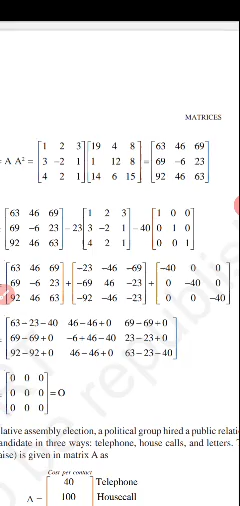 MATRICES
= A A² = [1 2 3; 3 –2 1; 4 2 1] [19 4 8; 1 12 8; 14 6 15] = [63 46 69; 69 –6 23; 92 46 63]
= [63 46 69; 69 –6 23; 92 46 63] – 23 [1 2 3; 3 –2 1; 4 2 1] – 40 [1 0 0; 0 1 0; 0 0 1]
[63 46 69; 69 –6 23; 92 46 63] + [–23 –46 –69; –69 46 –23; –92 –46 –23] + [–40 0 0; 0 –40 0; 0 0 –40]
[63–23–40 46–46+0 69–69+0; 69–69+0 –6+46–40 23–23+0; 92–92+0 46–46+0 63–23–40]
[0 0 0; 0 0 0; 0 0 0] = O
lative assembly election, a political group hired a public relati
andidate in three ways: telephone, house calls, and letters.
aise) is given in matrix A as
Cost per contact
A = [40 Telephone
100 Housecall